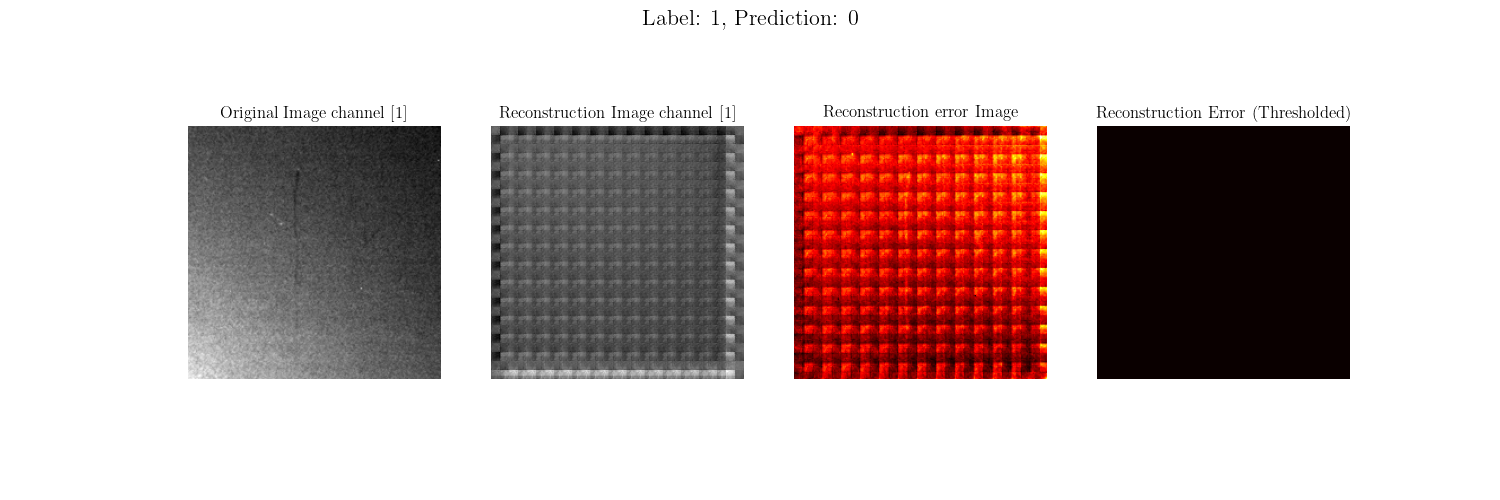 Label: 1, Prediction: 0
Original Image channel [1]
Reconstruction Image channel [1]
Reconstruction error Image
Reconstruction Error (Thresholded)